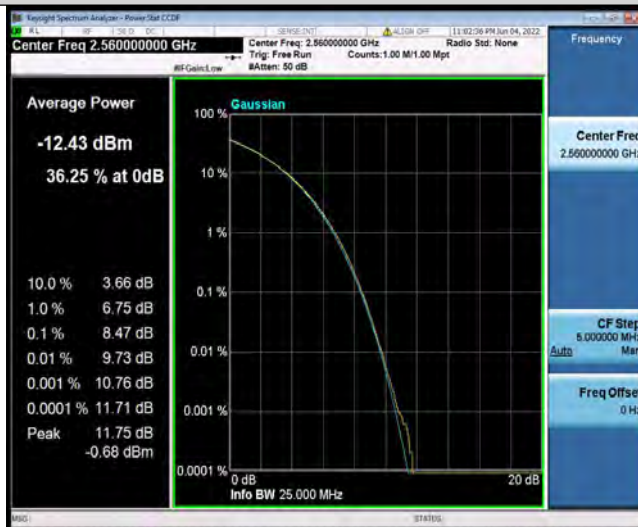 Keysight Spectrum Analyzer - Power Stat CCDF
RL RF 50 Ω DC SENSE:INT ALIGN OFF 11:02:36 PM Jun 04, 2022
Center Freq 2.560000000 GHz
Center Freq: 2.560000000 GHz Radio Std: None
Trig: Free Run Counts:1.00 M/1.00 Mpt
#IFGain:Low #Atten: 50 dB
Frequency
Average Power
-12.43 dBm
36.25 % at 0dB
10.0 % 3.66 dB
1.0 % 6.75 dB
0.1 % 8.47 dB
0.01 % 9.73 dB
0.001 % 10.76 dB
0.0001 % 11.71 dB
Peak 11.75 dB
-0.68 dBm
Gaussian
100 %
10 %
1 %
0.1 %
0.01 %
0.001 %
0.0001 %
0 dB 20 dB
Info BW 25.000 MHz
Center Freq
2.560000000 GHz
CF Step
5.000000 MHz
Auto Man
Freq Offset
0 Hz
MSG STATUS